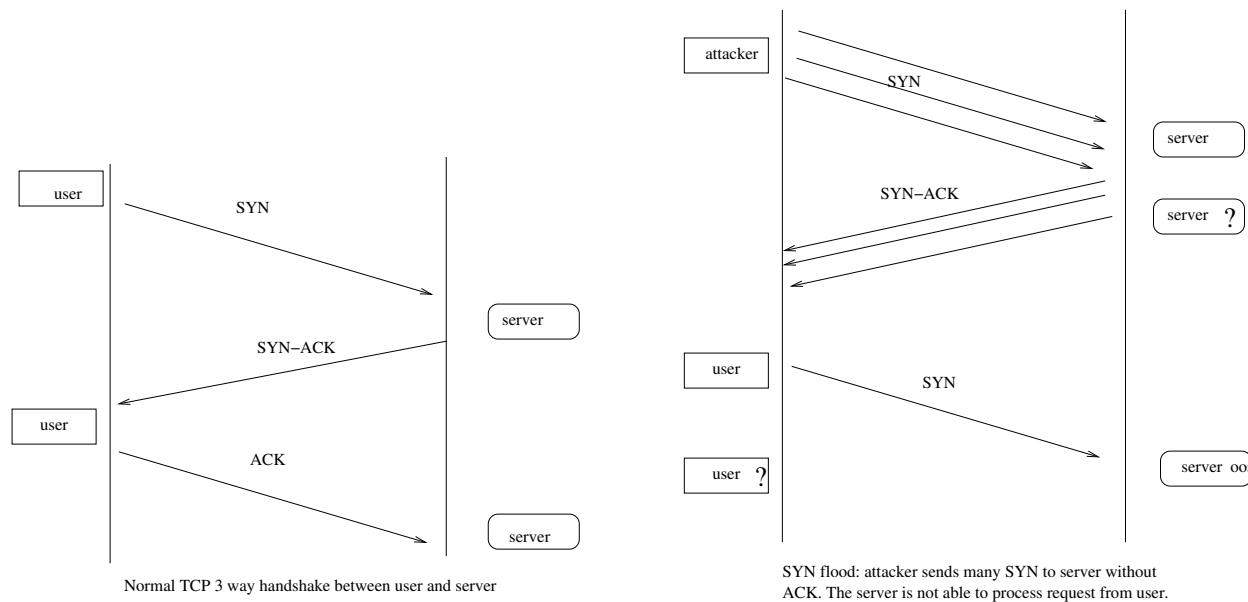 user
SYN
server
SYN−ACK
user
ACK
server
Normal TCP 3 way handshake between user and server
attacker
SYN
server
SYN−ACK
server ?
user
SYN
server oos
user ?
SYN flood: attacker sends many SYN to server without
ACK. The server is not able to process request from user.